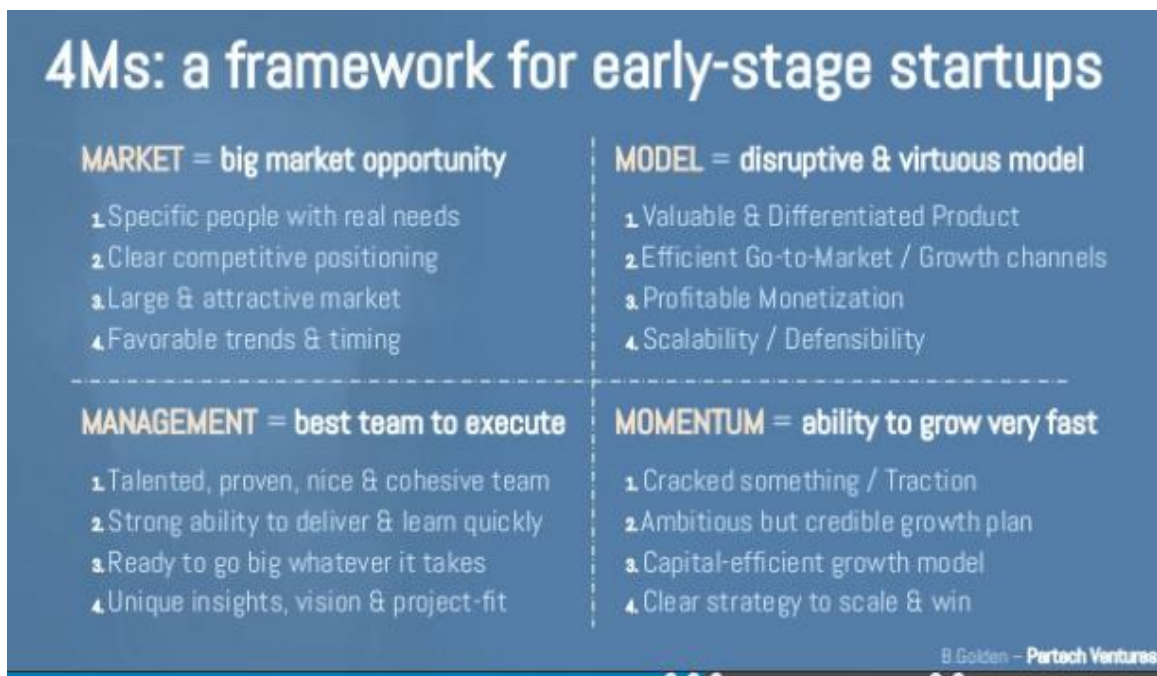 4Ms: a framework for early-stage startups
MARKET = big market opportunity
1. Specific people with real needs
2. Clear competitive positioning
3. Large & attractive market
4. Favorable trends & timing
MODEL = disruptive & virtuous model
1. Valuable & Differentiated Product
2. Efficient Go-to-Market / Growth channels
3. Profitable Monetization
4. Scalability / Defensibility
MANAGEMENT = best team to execute
1. Talented, proven, nice & cohesive team
2. Strong ability to deliver & learn quickly
3. Ready to go big whatever it takes
4. Unique insights, vision & project-fit
MOMENTUM = ability to grow very fast
1. Cracked something / Traction
2. Ambitious but credible growth plan
3. Capital-efficient growth model
4. Clear strategy to scale & win
B.Golden – Partech Ventures